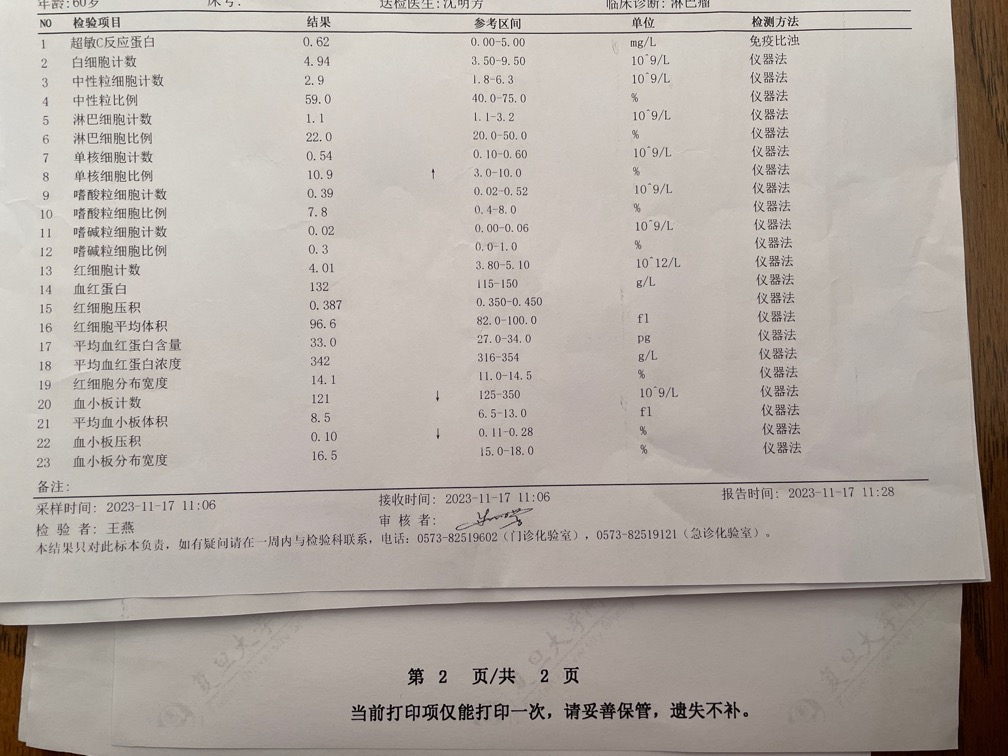 年龄:60岁 床号: 送检医生:沈明芳 临床诊断:淋巴瘤
NO 检验项目 结果 参考区间 单位 检测方法
1 超敏C反应蛋白 0.62 0.00-5.00 mg/L 免疫比浊
2 白细胞计数 4.94 3.50-9.50 10^9/L 仪器法
3 中性粒细胞计数 2.9 1.8-6.3 10^9/L 仪器法
4 中性粒比例 59.0 40.0-75.0 % 仪器法
5 淋巴细胞计数 1.1 1.1-3.2 10^9/L 仪器法
6 淋巴细胞比例 22.0 20.0-50.0 % 仪器法
7 单核细胞计数 0.54 0.10-0.60 10^9/L 仪器法
8 单核细胞比例 10.9 ↑ 3.0-10.0 % 仪器法
9 嗜酸粒细胞计数 0.39 0.02-0.52 10^9/L 仪器法
10 嗜酸粒细胞比例 7.8 0.4-8.0 % 仪器法
11 嗜碱粒细胞计数 0.02 0.00-0.06 10^9/L 仪器法
12 嗜碱粒细胞比例 0.3 0.0-1.0 % 仪器法
13 红细胞计数 4.01 3.80-5.10 10^12/L 仪器法
14 血红蛋白 132 115-150 g/L 仪器法
15 红细胞压积 0.387 0.350-0.450 仪器法
16 红细胞平均体积 96.6 82.0-100.0 fl 仪器法
17 平均血红蛋白含量 33.0 27.0-34.0 pg 仪器法
18 平均血红蛋白浓度 342 316-354 g/L 仪器法
19 红细胞分布宽度 14.1 11.0-14.5 % 仪器法
20 血小板计数 121 ↓ 125-350 10^9/L 仪器法
21 平均血小板体积 8.5 6.5-13.0 fl 仪器法
22 血小板压积 0.10 ↓ 0.11-0.28 % 仪器法
23 血小板分布宽度 16.5 15.0-18.0 % 仪器法
备注:
采样时间: 2023-11-17 11:06 接收时间: 2023-11-17 11:06 报告时间: 2023-11-17 11:28
检 验 者: 王燕 审 核 者:
本结果只对此标本负责，如有疑问请在一周内与检验科联系，电话: 0573-82519602（门诊化验室），0573-82519121（急诊化验室）。
第 2 页/共 2 页
当前打印项仅能打印一次，请妥善保管，遗失不补。